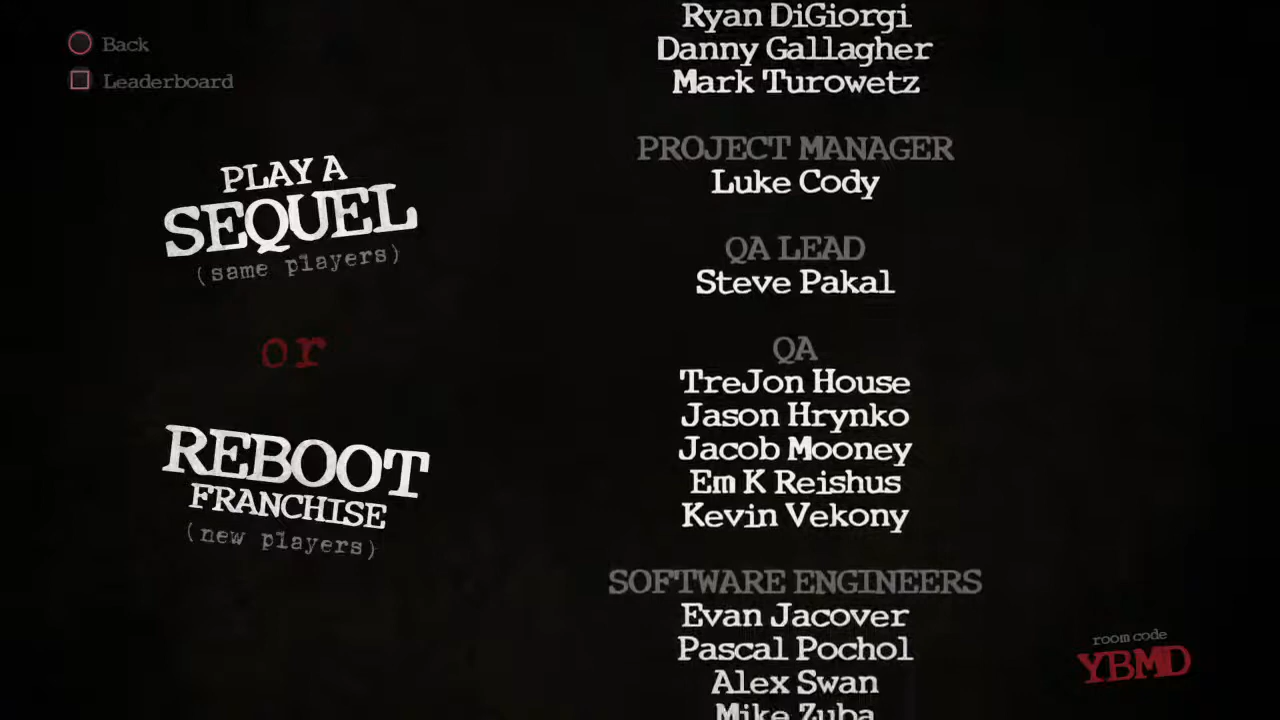 Back
Leaderboard
PLAY A
SEQUEL
(same players)
or
REBOOT
FRANCHISE
(new players)
Ryan DiGiorgi
Danny Gallagher
Mark Turowetz
PROJECT MANAGER
Luke Cody
QA LEAD
Steve Pakal
QA
TreJon House
Jason Hrynko
Jacob Mooney
Em K Reishus
Kevin Vekony
SOFTWARE ENGINEERS
Evan Jacover
Pascal Pochol
Alex Swan
Mike Zuba
room code
YBMD